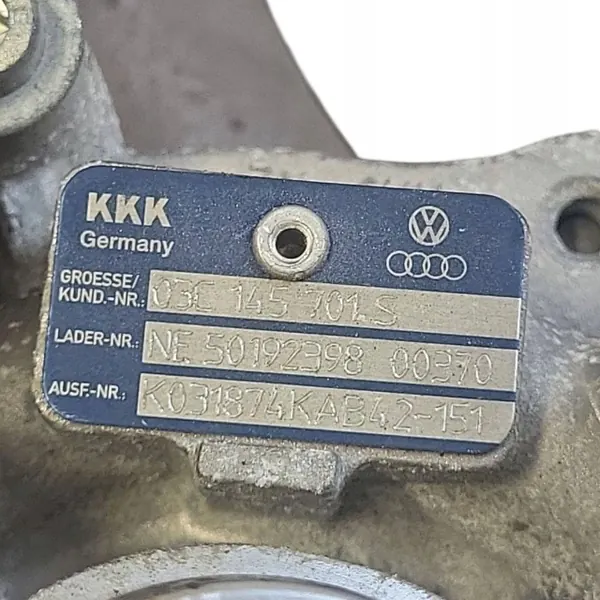 KKK
Germany
GROESSE/
KUND.-NR.: 03C 145 701.S
LADER-NR.: NE 50192398 00370
AUSF.-NR.: K031874KAB42-151